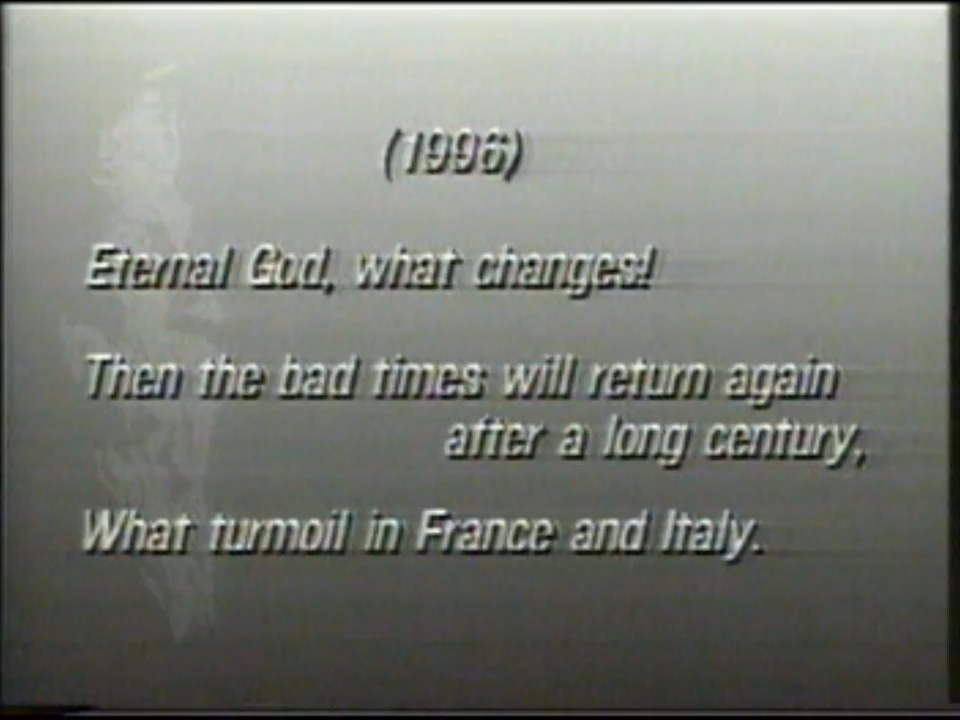 (1996)
Eternal God, what changes!
Then the bad times will return again
after a long century,
What turmoil in France and Italy.